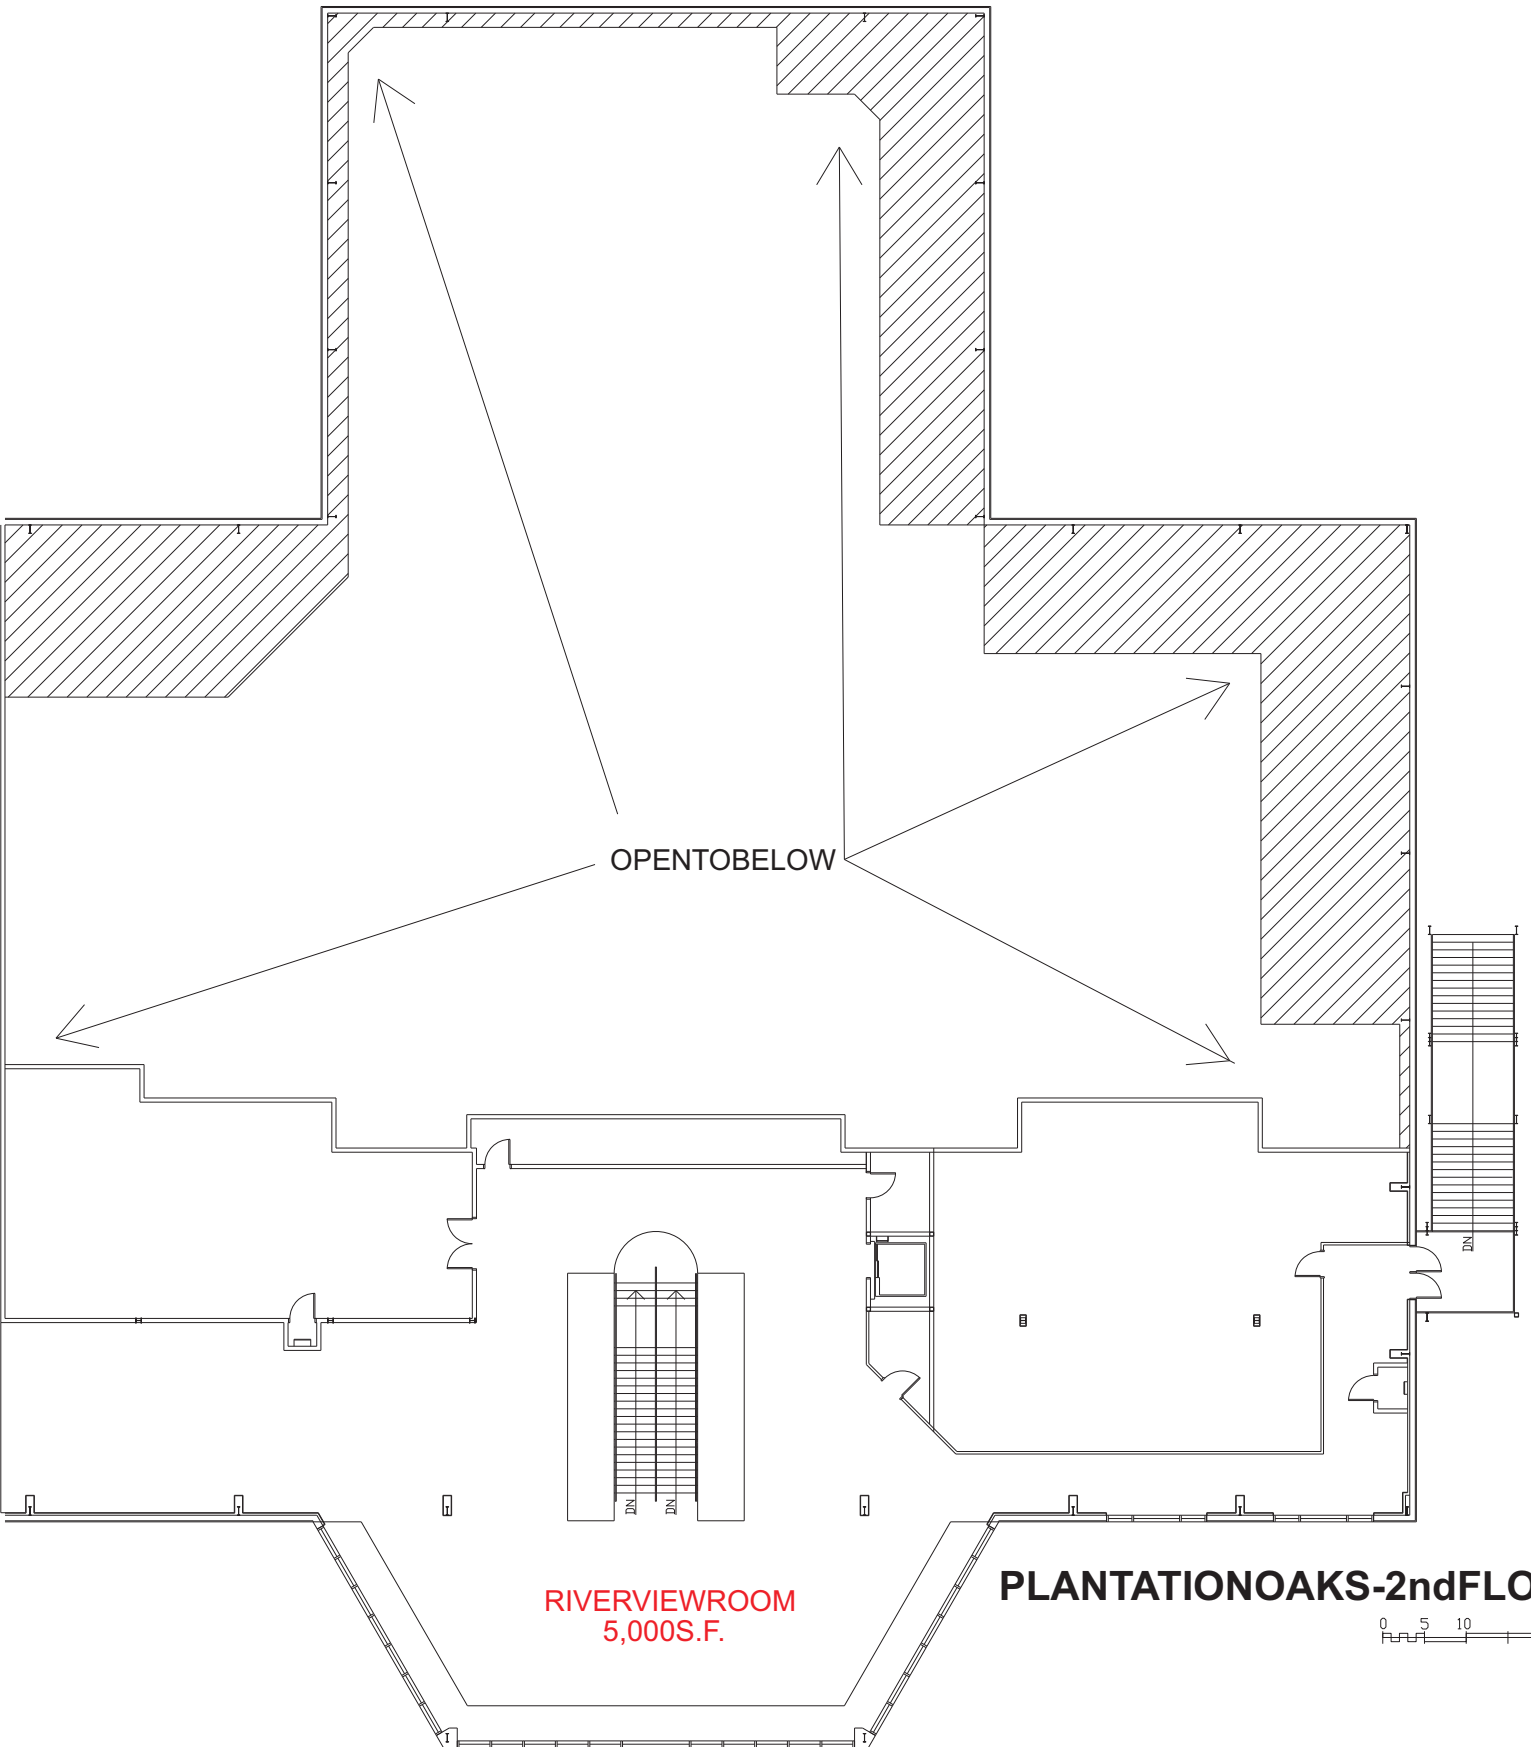 OPENTOBELOW
DN
DN
DN
RIVERVIEWROOM
5,000S.F.
PLANTATIONOAKS-2ndFLO
0 5 10